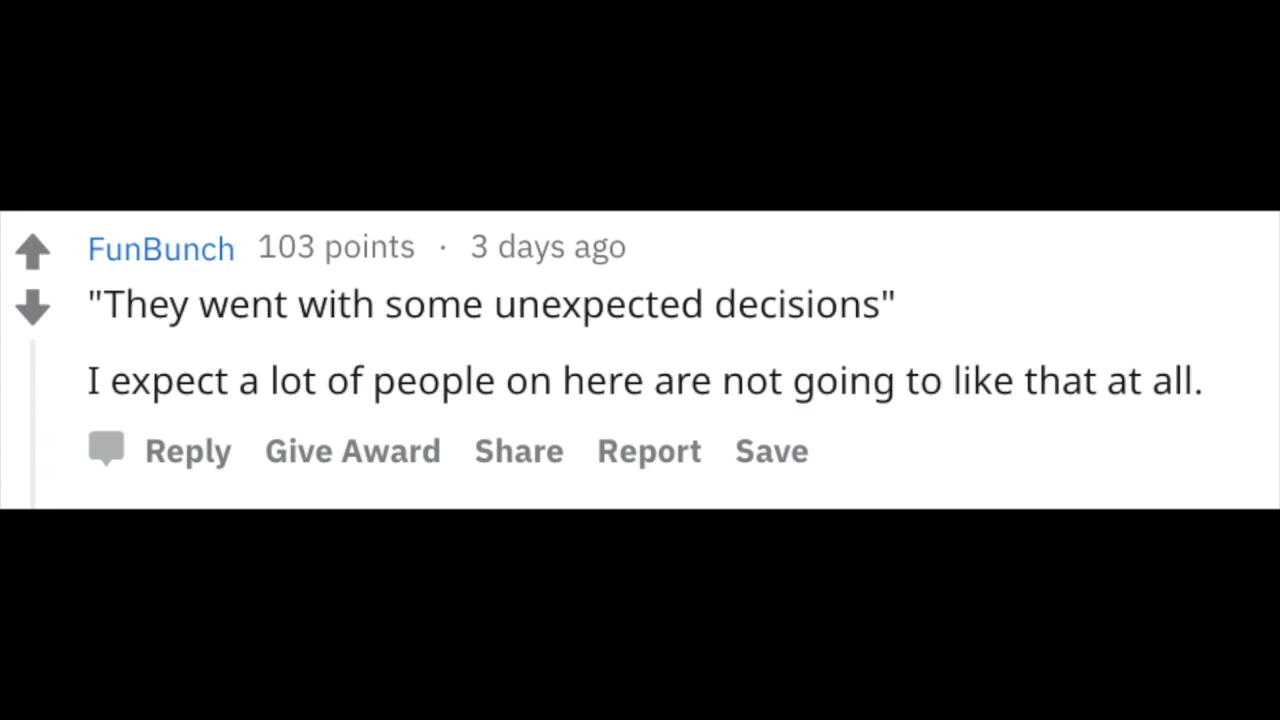 FunBunch 103 points · 3 days ago
"They went with some unexpected decisions"
I expect a lot of people on here are not going to like that at all.
Reply Give Award Share Report Save